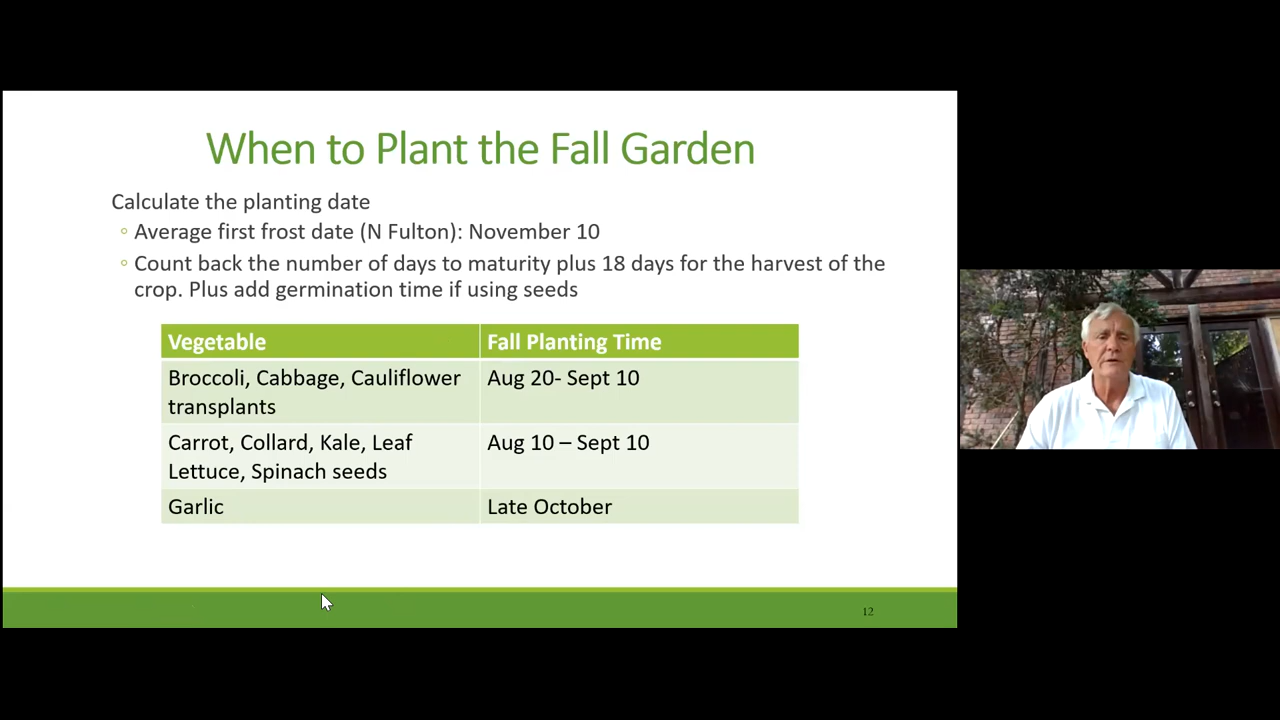 When to Plant the Fall Garden
Calculate the planting date
◦ Average first frost date (N Fulton): November 10
◦ Count back the number of days to maturity plus 18 days for the harvest of the
crop. Plus add germination time if using seeds
Vegetable
Fall Planting Time
Broccoli, Cabbage, Cauliflower
transplants
Aug 20- Sept 10
Carrot, Collard, Kale, Leaf
Lettuce, Spinach seeds
Aug 10 – Sept 10
Garlic
Late October
12